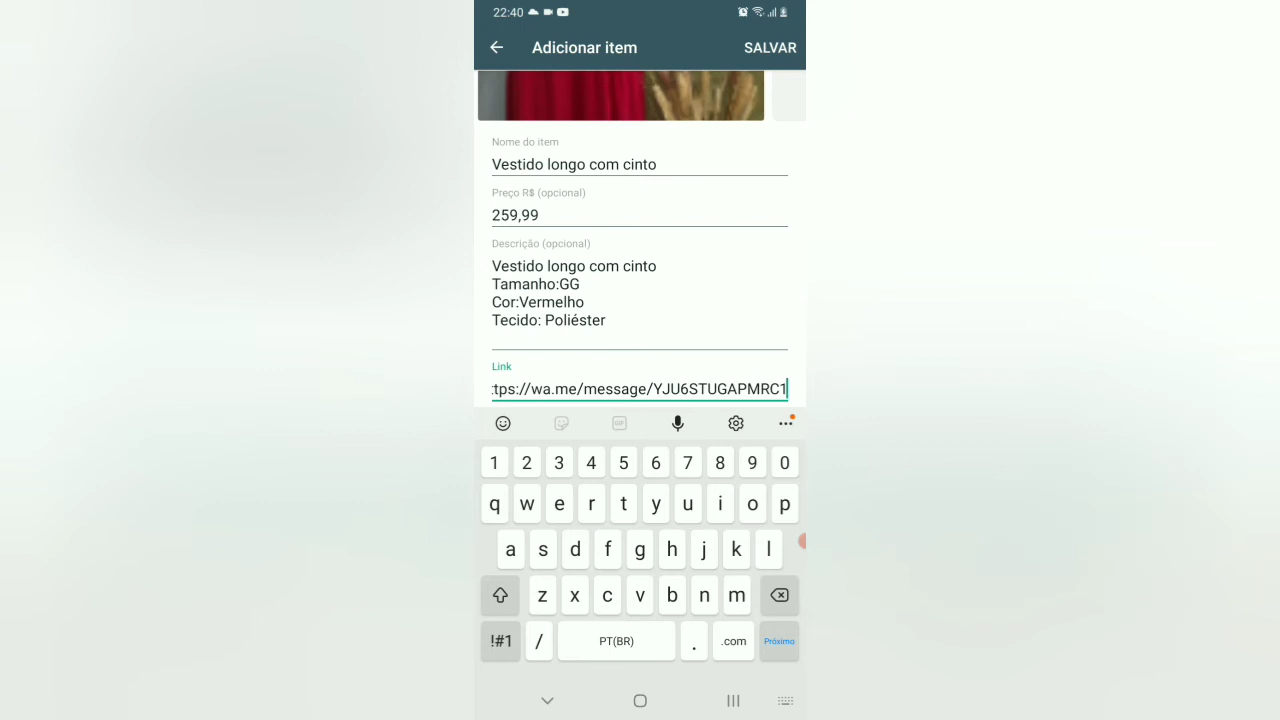 22:40
Adicionar item SALVAR
Nome do item
Vestido longo com cinto
Preço R$ (opcional)
259,99
Descrição (opcional)
Vestido longo com cinto
Tamanho:GG
Cor:Vermelho
Tecido: Poliéster
Link
tps://wa.me/message/YJU6STUGAPMRC1
GIF
1 2 3 4 5 6 7 8 9 0
q w e r t y u i o p
a s d f g h j k l
z x c v b n m
!#1 / PT(BR) . .com Próximo